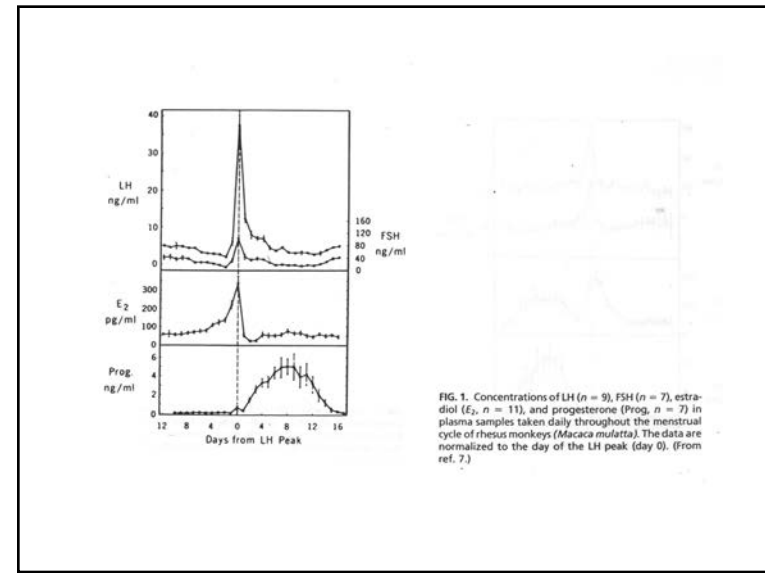 40
30
LH
20
ng/ml
10
0
160
120
FSH
80
ng/ml
40
0
300
E2
200
pg/ml
100
0
6
Prog.
4
ng/ml
2
0
12 8 4 0 4 8 12 16
Days from LH Peak
FIG. 1. Concentrations of LH (n = 9), FSH (n = 7), estra-
diol (E2, n = 11), and progesterone (Prog, n = 7) in
plasma samples taken daily throughout the menstrual
cycle of rhesus monkeys (Macaca mulatta). The data are
normalized to the day of the LH peak (day 0). (From
ref. 7.)